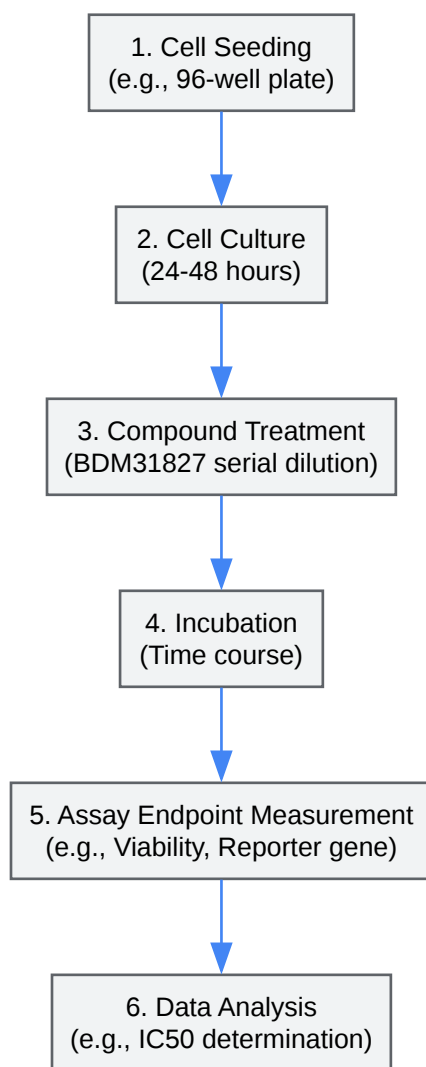 1. Cell Seeding
(e.g., 96-well plate)
2. Cell Culture
(24-48 hours)
3. Compound Treatment
(BDM31827 serial dilution)
4. Incubation
(Time course)
5. Assay Endpoint Measurement
(e.g., Viability, Reporter gene)
6. Data Analysis
(e.g., IC50 determination)